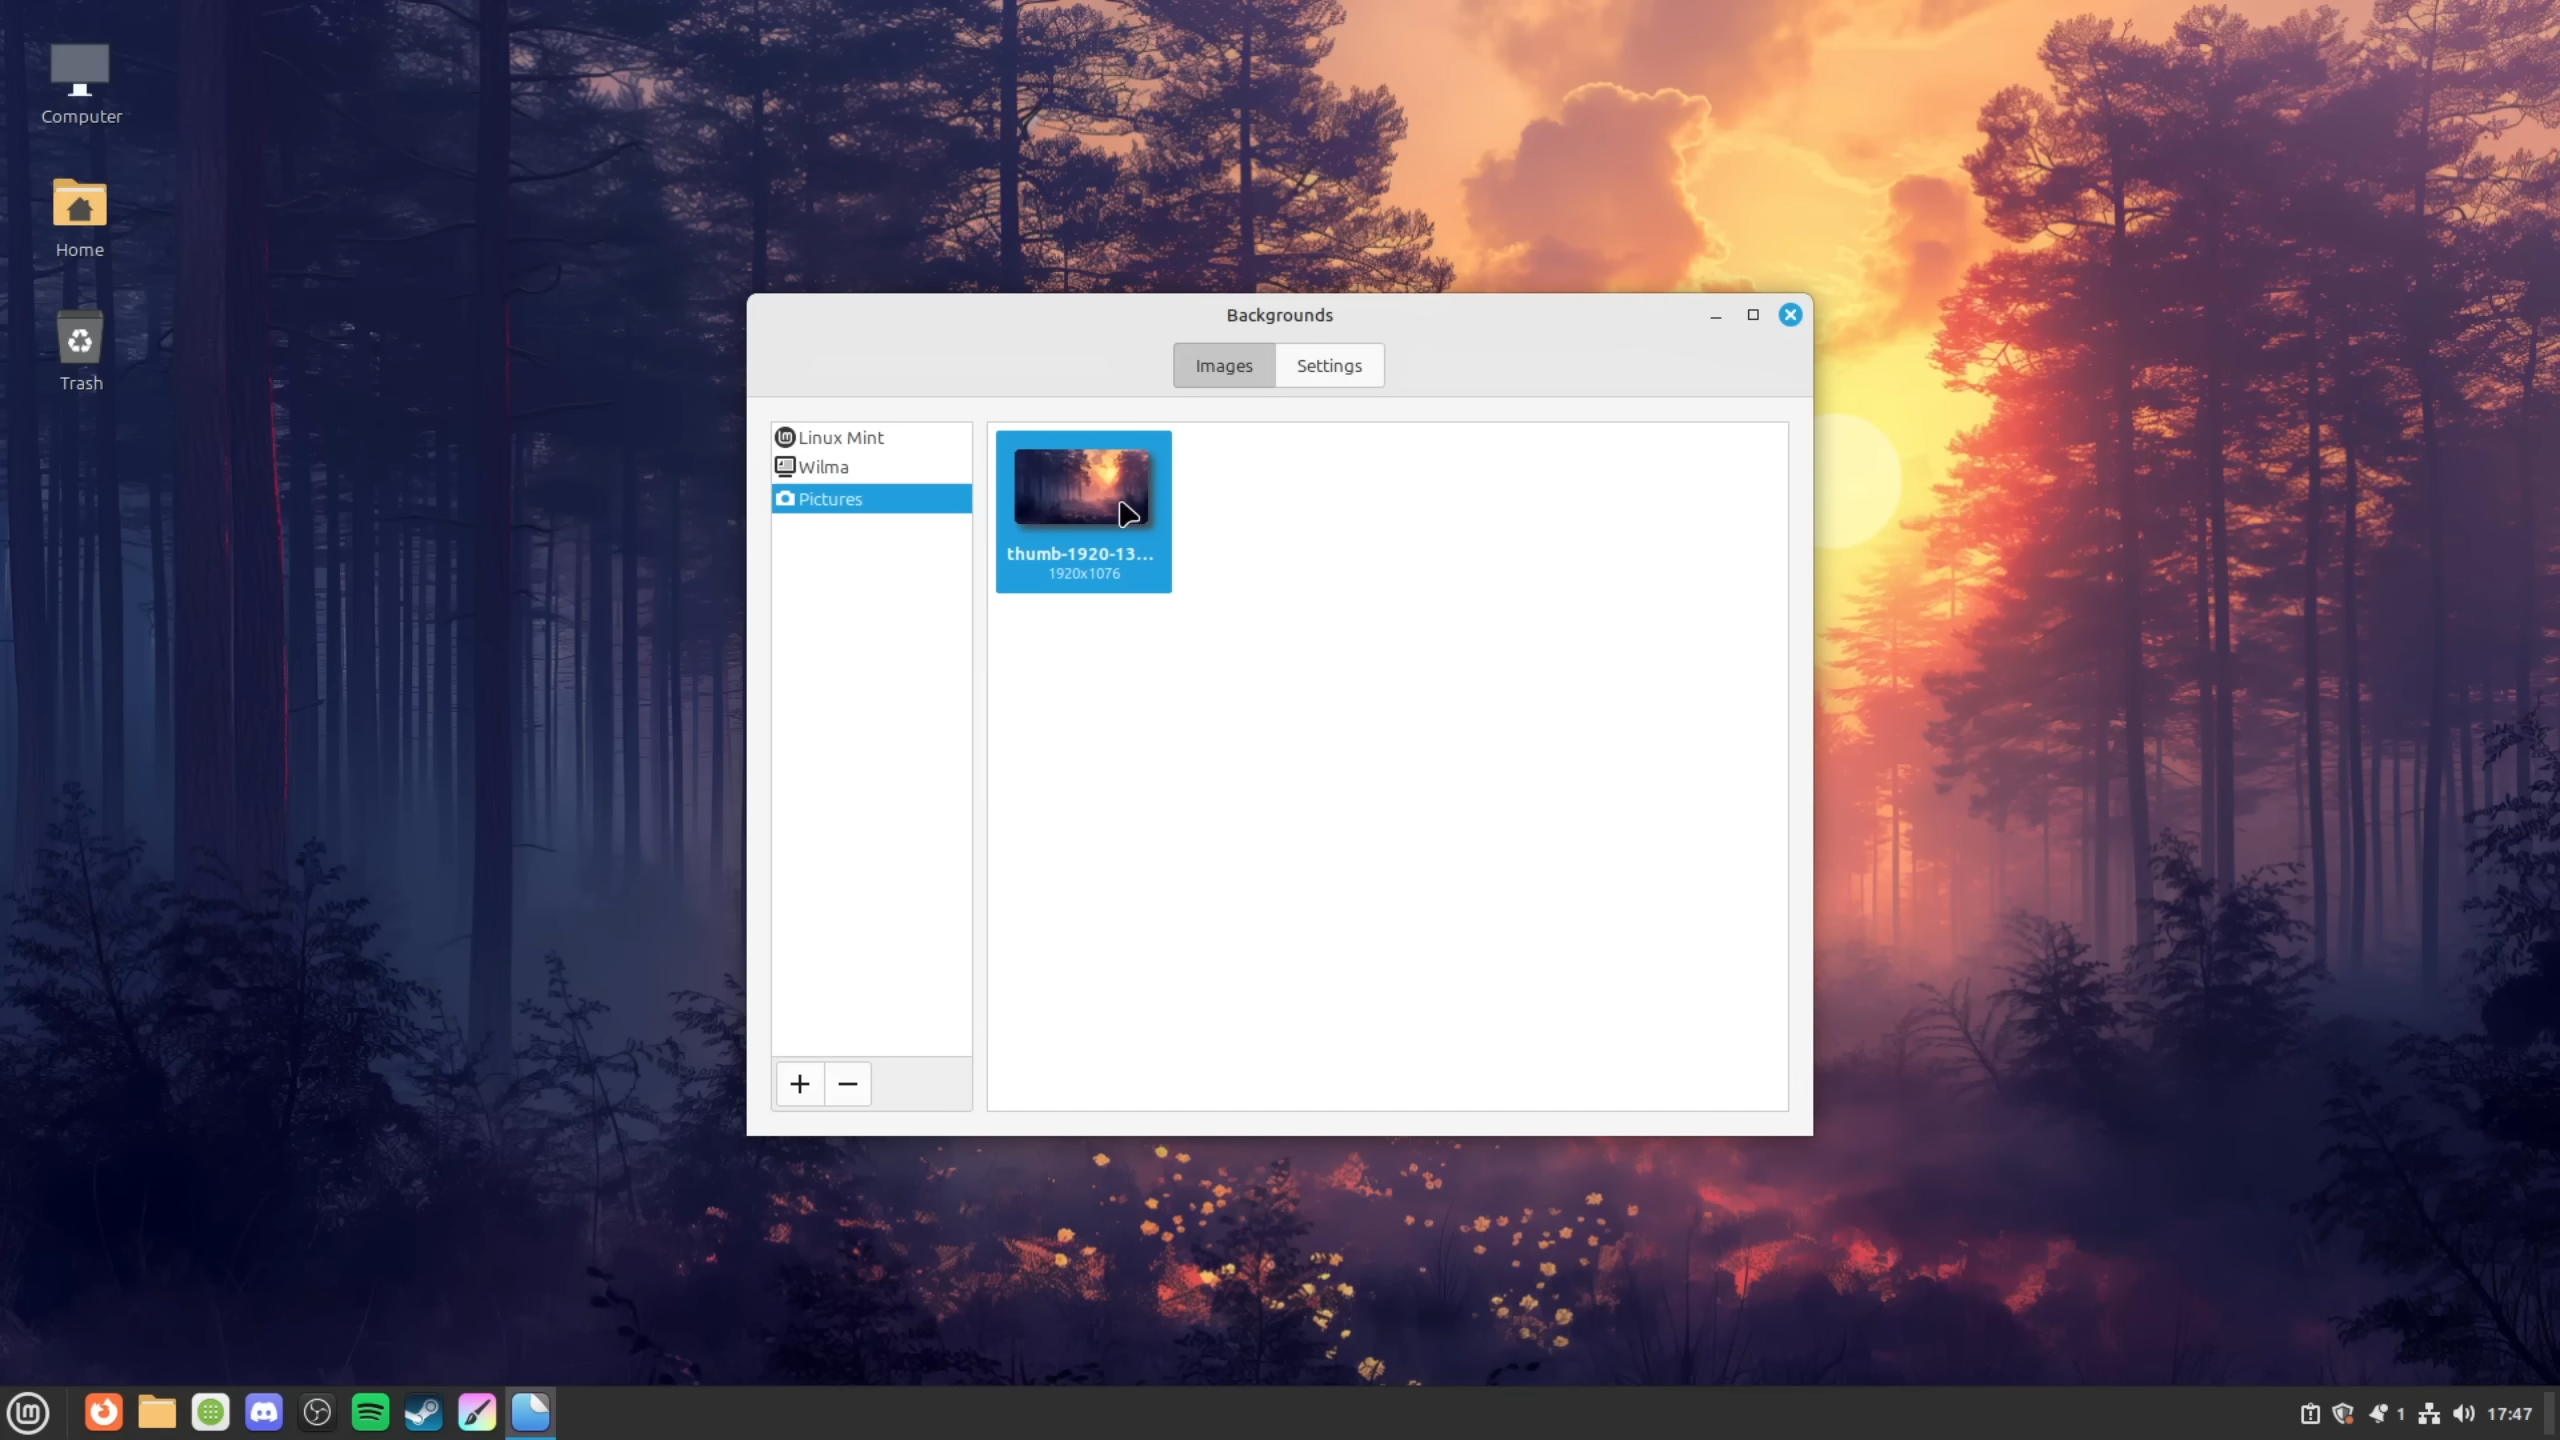 Computer
Home
Trash
Backgrounds
Images Settings
Linux Mint
Wilma
Pictures
thumb-1920-13...
1920x1076
1 17:47